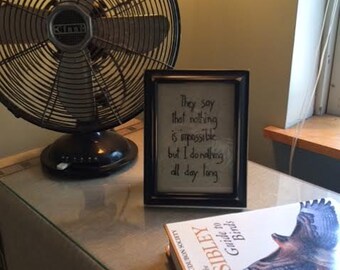 They say
that nothing
is impossible
but I do nothing
all day long
SIBLEY
Guide to
Birds